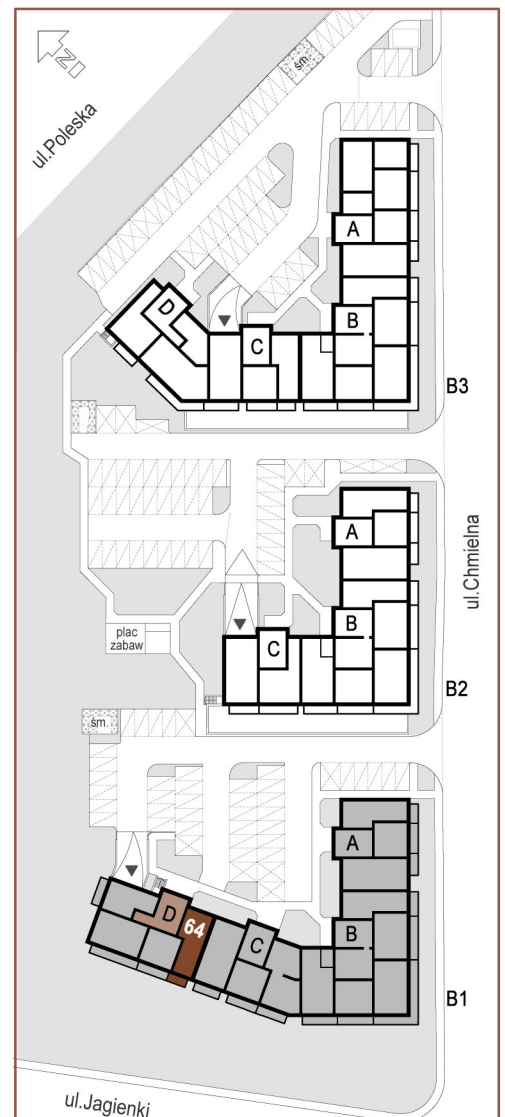 N
śm.
ul.Poleska
A
D
B
C
B3
A
ul.Chmielna
plac
zabaw
B
C
B2
śm.
A
D
64
C
B
B1
ul.Jagienki